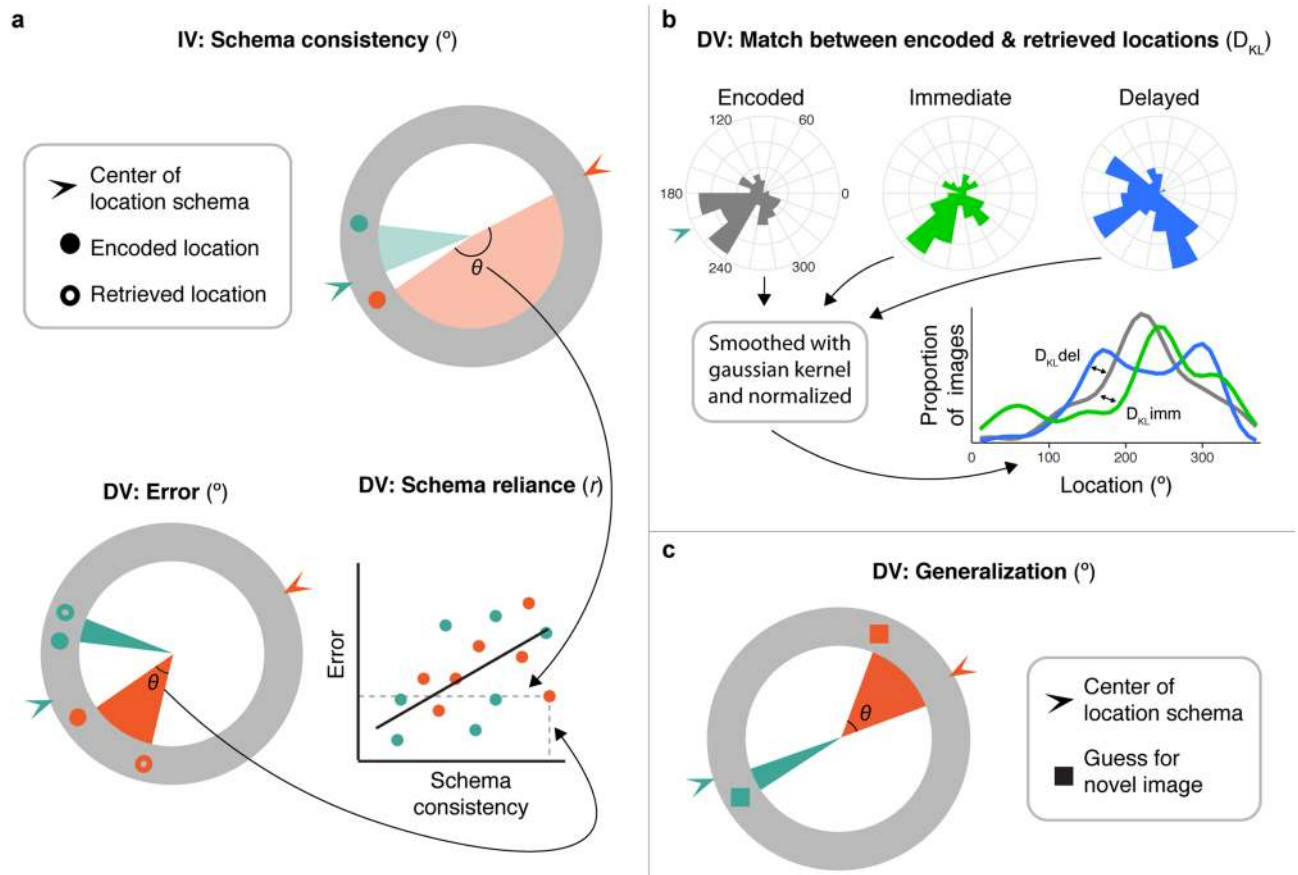 a
IV: Schema consistency (º)
Center of
location schema
Encoded location
Retrieved location
θ
DV: Error (º)
θ
DV: Schema reliance (r)
Error
Schema
consistency
b
DV: Match between encoded & retrieved locations (DKL)
Encoded
Immediate
Delayed
120
60
180
0
240
300
Smoothed with
gaussian kernel
and normalized
Proportion
of images
DKLdel
DKLimm
0
100
200
300
Location (º)
c
DV: Generalization (º)
θ
Center of
location schema
Guess for
novel image